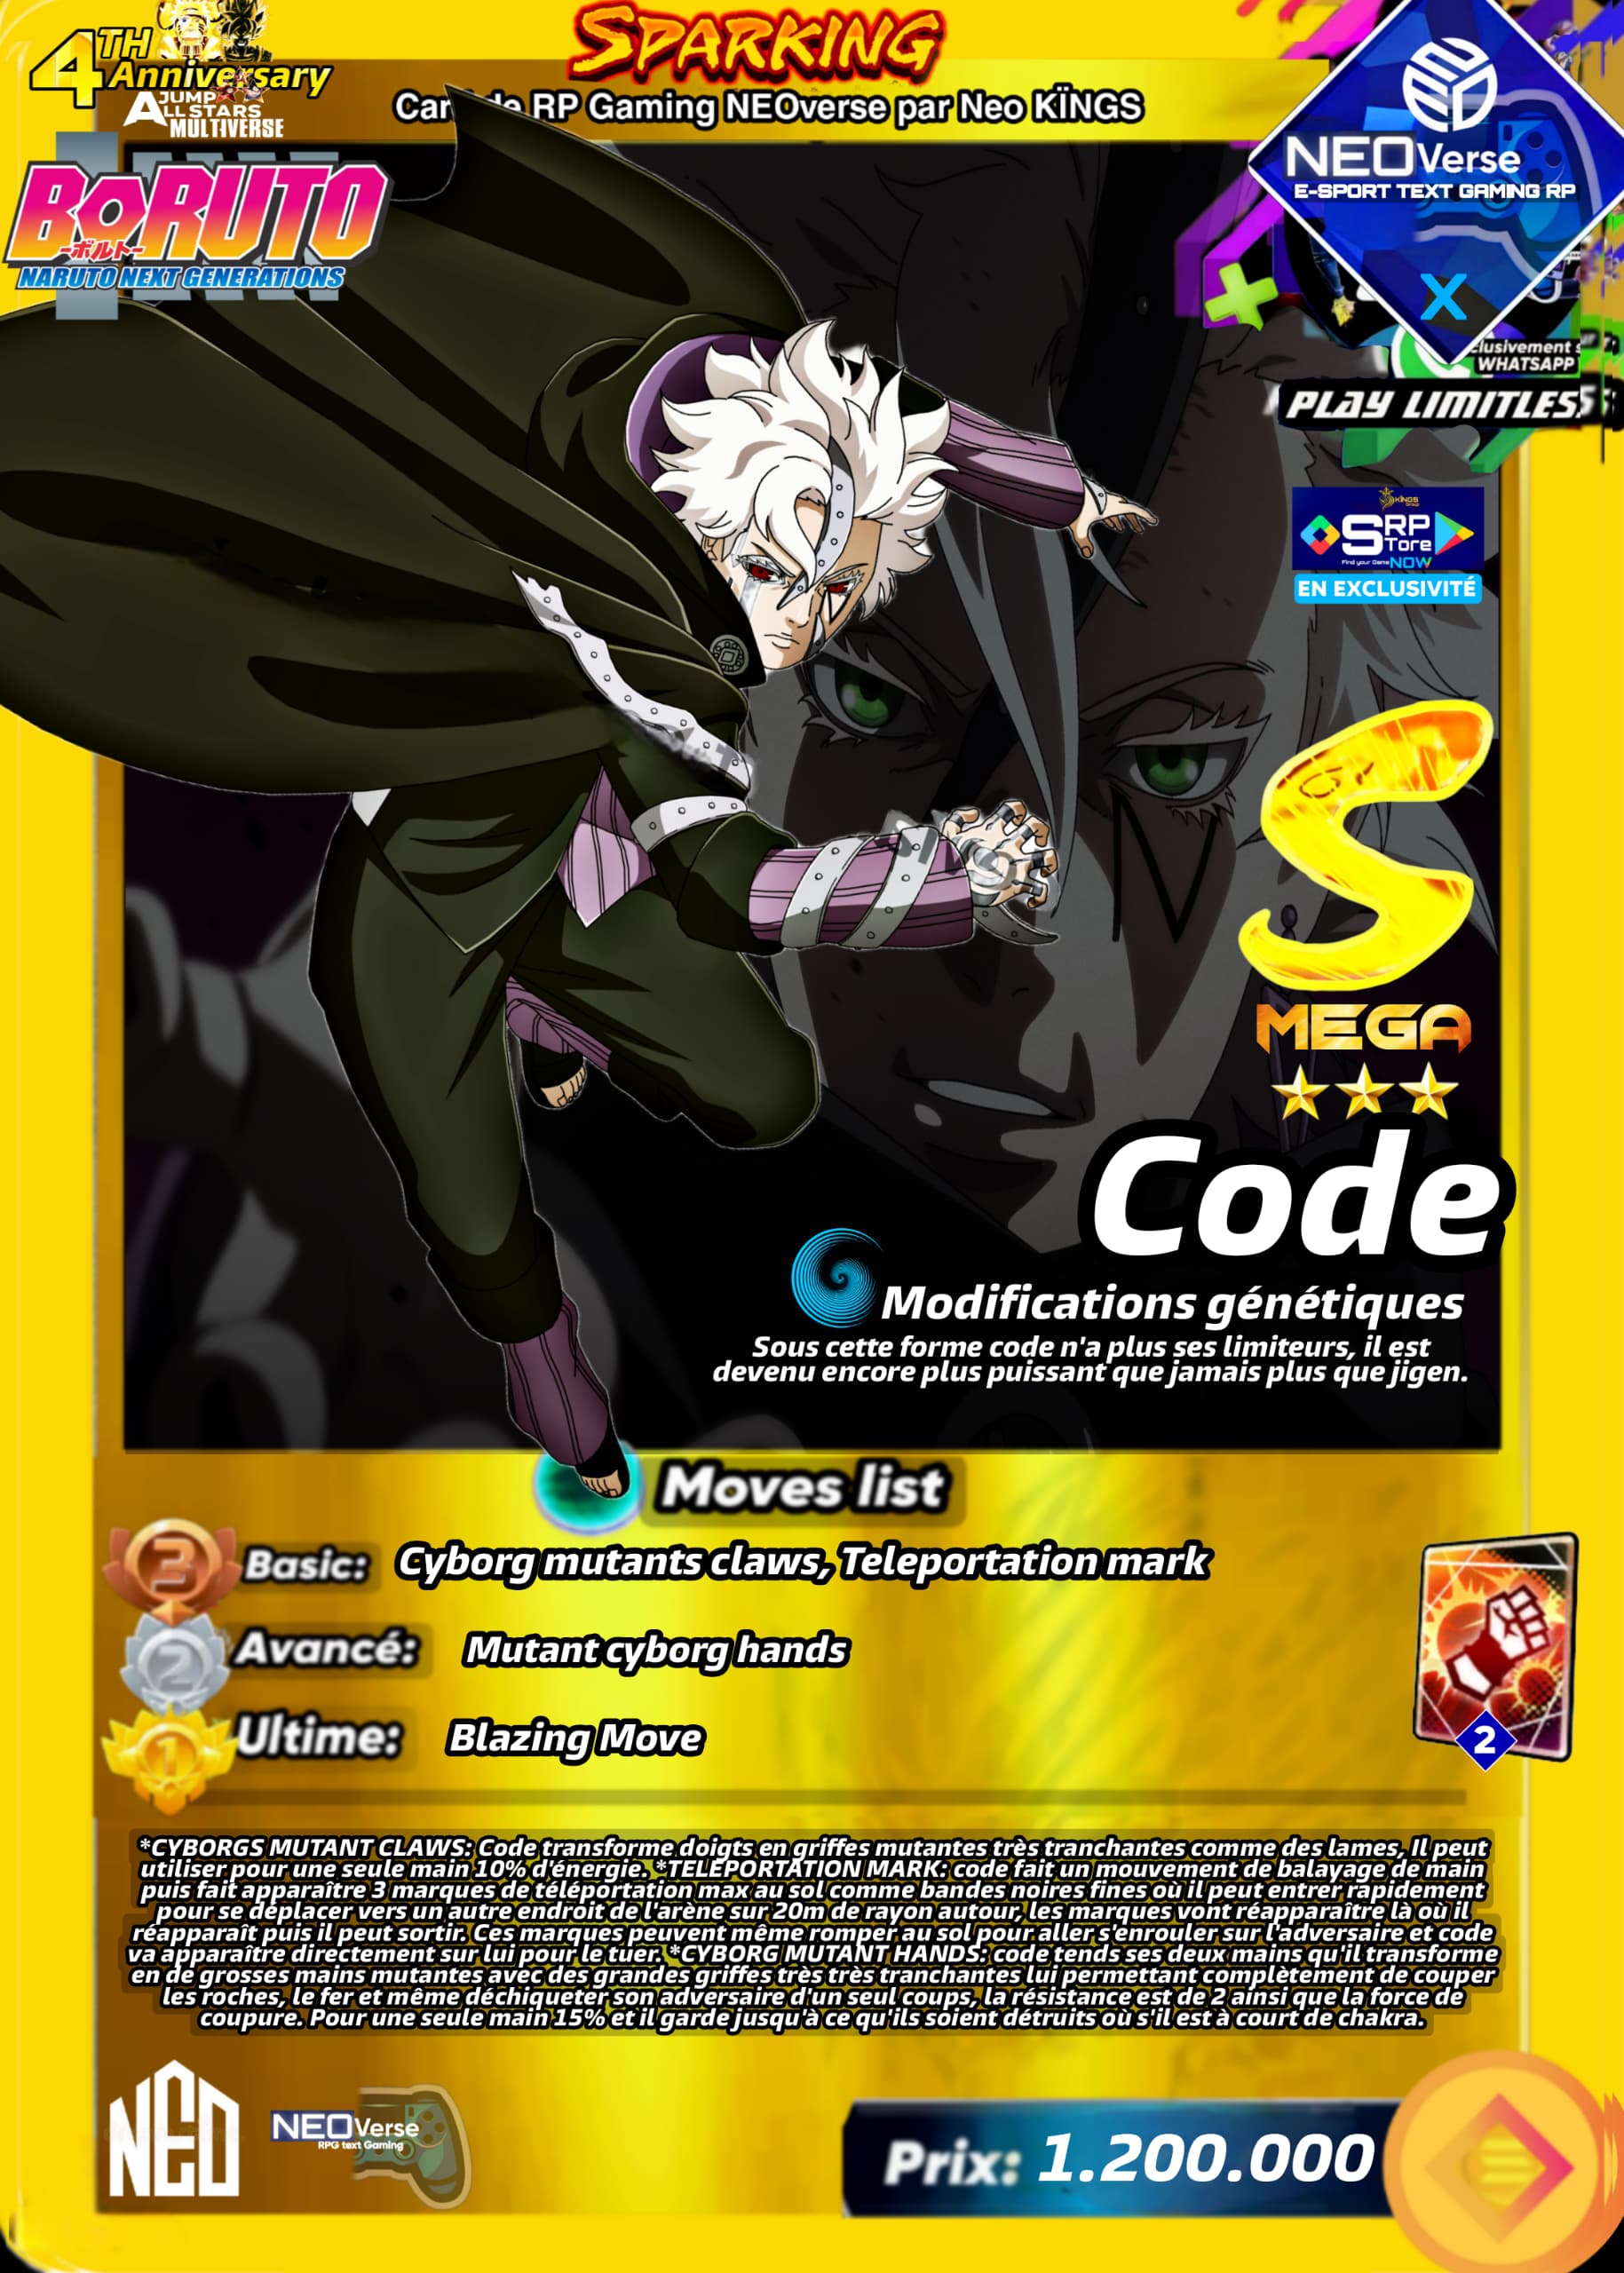 SPARKING
4TH
Anniversary
JUMP
ALL STARS
MULTIVERSE
RP Gaming NEOverse par Neo KÏNGS
NEOVerse
E-SPORT TEXT GAMING RP
X
BORUTO
-ボルト-
NARUTO NEXT GENERATIONS
WHATSAPP
PLAY LIMITLESS
KÏNGS
SRP
Tore
Find your Game NOW
EN EXCLUSIVITÉ
S
MEGA
Code
Modifications génétiques
Sous cette forme code n'a plus ses limiteurs, il est
devenu encore plus puissant que jamais plus que jigen.
Moves list
3 Basic: Cyborg mutants claws, Teleportation mark
2 Avancé: Mutant cyborg hands
1 Ultime: Blazing Move
2
*CYBORGS MUTANT CLAWS: Code transforme doigts en griffes mutantes très tranchantes comme des lames, Il peut
utiliser pour une seule main 10% d'énergie. *TELEPORTATION MARK: code fait un mouvement de balayage de main
puis fait apparaître 3 marques de téléportation max au sol comme bandes noires fines où il peut entrer rapidement
pour se déplacer vers un autre endroit de l'arène sur 20m de rayon autour, les marques vont réapparaître là où il
réapparaît puis il peut sortir. Ces marques peuvent même romper au sol pour aller s'enrouler sur l'adversaire et code
va apparaître directement sur lui pour le tuer. *CYBORG MUTANT HANDS: code tends ses deux mains qu'il transforme
en de grosses mains mutantes avec des grandes griffes très très tranchantes lui permettant complètement de couper
les roches, le fer et même déchiqueter son adversaire d'un seul coups, la résistance est de 2 ainsi que la force de
coupure. Pour une seule main 15% et il garde jusqu'à ce qu'ils soient détruits où s'il est à court de chakra.
NEO
NEOVerse
RPG text Gaming
Prix: 1.200.000